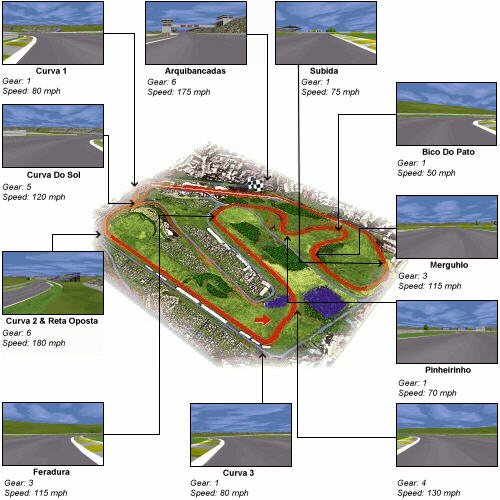 Curva 1
Gear: 1
Speed: 80 mph
Arquibancadas
Gear: 6
Speed: 175 mph
Subida
Gear: 1
Speed: 75 mph
Bico Do Pato
Gear: 1
Speed: 50 mph
Curva Do Sol
Gear: 5
Speed: 120 mph
Merguhlo
Gear: 3
Speed: 115 mph
Curva 2 & Reta Oposta
Gear: 6
Speed: 180 mph
Pinheirinho
Gear: 1
Speed: 70 mph
Feradura
Gear: 3
Speed: 115 mph
Curva 3
Gear: 1
Speed: 80 mph
Gear: 4
Speed: 130 mph